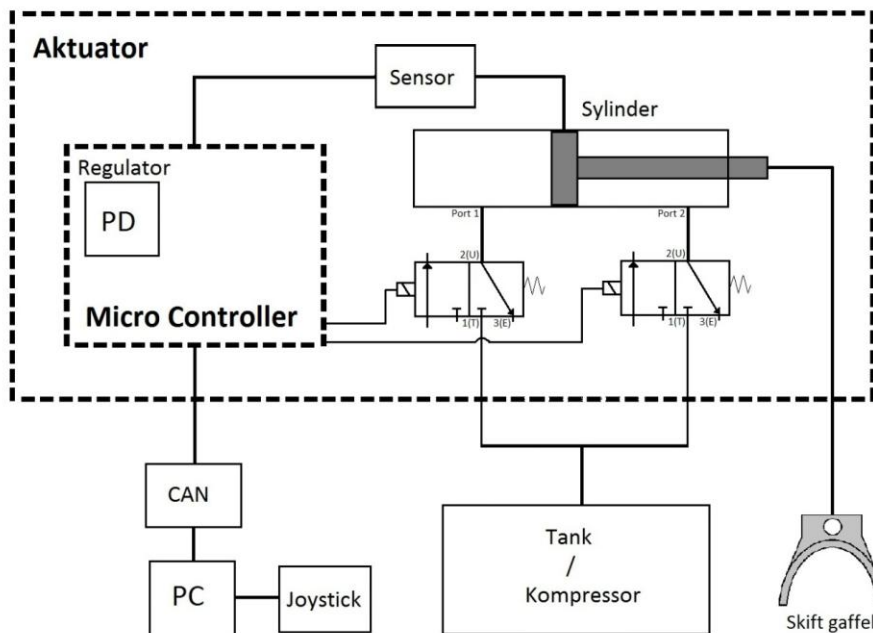 Aktuator
Sensor
Sylinder
Regulator
PD
Port 1
Port 2
2(U)
2(U)
Micro Controller
1(T)
3(E)
1(T)
3(E)
CAN
Tank
/
Kompressor
PC
Joystick
Skift gaffel